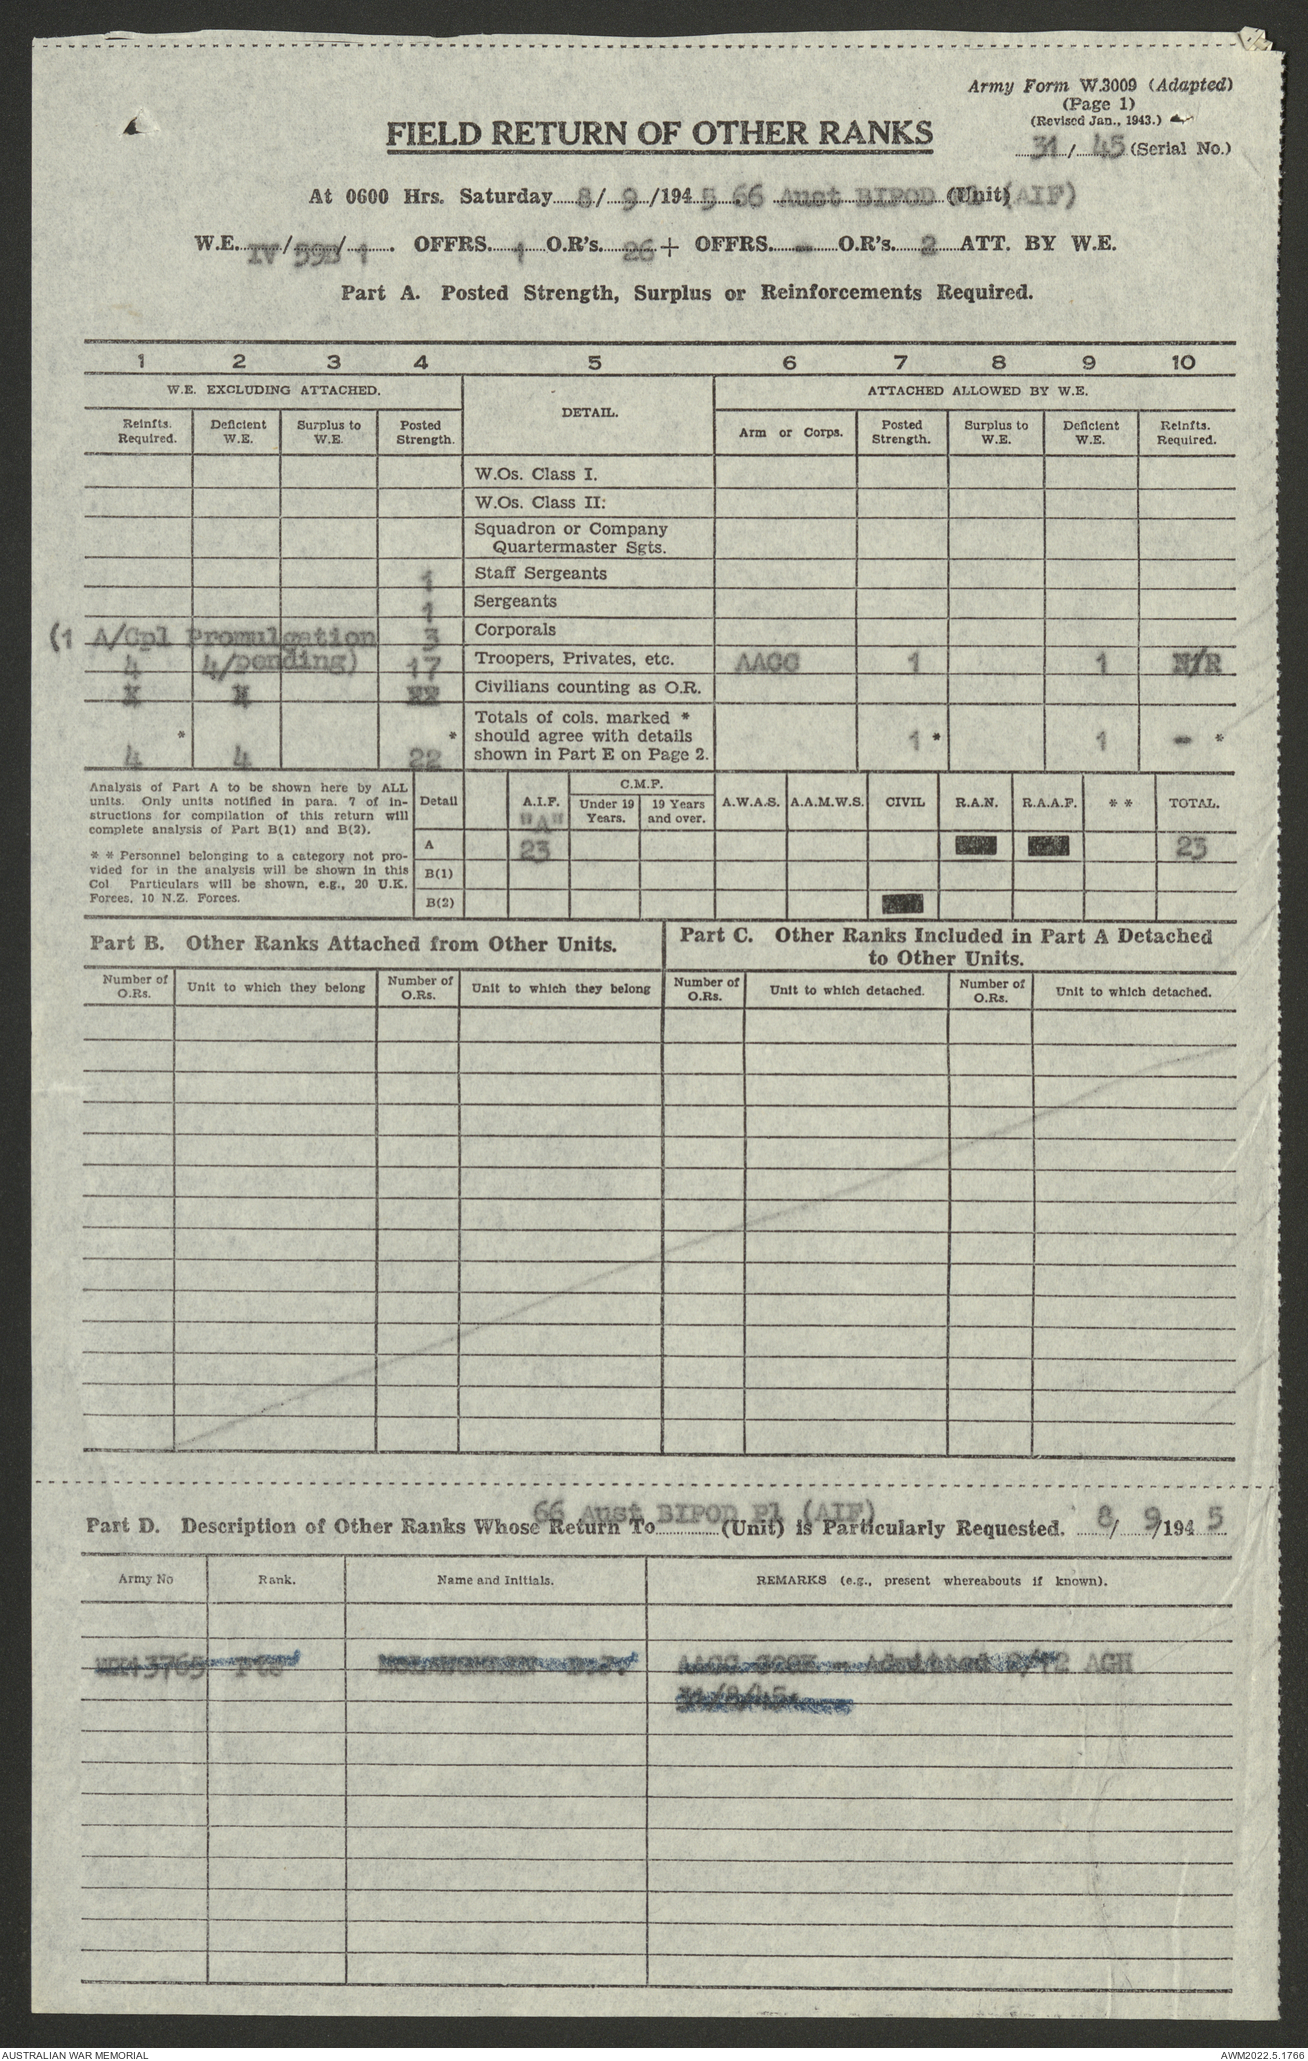 Army Form W.3009 (Adapted)
(Page 1)
(Revised Jan., 1943.)
31/45 (Serial No.)
FIELD RETURN OF OTHER RANKS
At 0600 Hrs. Saturday 8/9/1945 66 Aust BIPOD Pl (Unit) (AIF)
W.E. IV/59B/1. OFFRS. 1 O.R's. 26 + OFFRS. - O.R's. 2 ATT. BY W.E.
Part A. Posted Strength, Surplus or Reinforcements Required.
1 2 3 4 5 6 7 8 9 10
W.E. EXCLUDING ATTACHED. DETAIL. ATTACHED ALLOWED BY W.E.
Reinfts. Required. Deficient W.E. Surplus to W.E. Posted Strength. Arm or Corps. Posted Strength. Surplus to W.E. Deficient W.E. Reinfts. Required.
W.Os. Class I.
W.Os. Class II:
Squadron or Company
Quartermaster Sgts.
1 Staff Sergeants
1 Sergeants
(1 A/Cpl Promulgation 3 Corporals
4 4/pending) 17 Troopers, Privates, etc. AACC 1 1 N/R
Civilians counting as O.R.
Totals of cols. marked *
* * should agree with details 1 * 1 - *
4 4 22 shown in Part E on Page 2.
Analysis of Part A to be shown here by ALL
units. Only units notified in para. 7 of in-
structions for compilation of this return will
complete analysis of Part B(1) and B(2).
* * Personnel belonging to a category not pro-
vided for in the analysis will be shown in this
Col Particulars will be shown, e.g., 20 U.K.
Forces, 10 N.Z. Forces.
Detail A.I.F. "A" C.M.F. Under 19 Years. 19 Years and over. A.W.A.S. A.A.M.W.S. CIVIL R.A.N. R.A.A.F. * * TOTAL.
A 23 23
B(1)
B(2)
Part B. Other Ranks Attached from Other Units.
Part C. Other Ranks Included in Part A Detached
to Other Units.
Number of O.Rs. Unit to which they belong Number of O.Rs. Unit to which they belong Number of O.Rs. Unit to which detached. Number of O.Rs. Unit to which detached.
66 Aust BIPOD Pl (AIF)
Part D. Description of Other Ranks Whose Return To (Unit) is Particularly Requested. 8/9/1945
Army No Rank. Name and Initials. REMARKS (e.g., present whereabouts if known).
Pte AACC - Admitted AGH
31/8/45.
AUSTRALIAN WAR MEMORIAL
AWM2022.5.1766